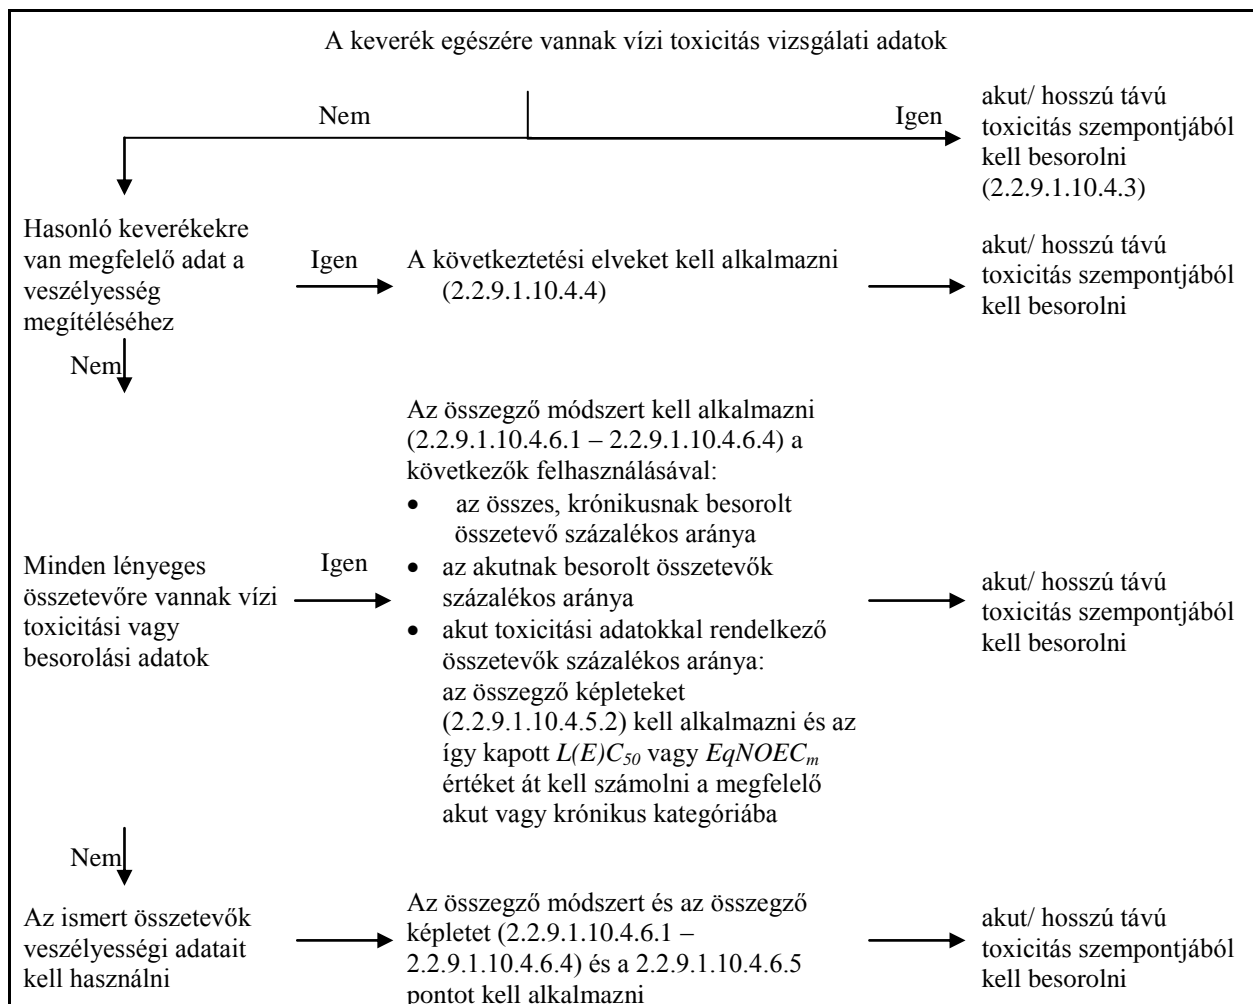 A keverék egészére vannak vízi toxicitás vizsgálati adatok
Nem
Igen
akut/ hosszú távú
toxicitás szempontjából
kell besorolni
(2.2.9.1.10.4.3)
Hasonló keverékekre
van megfelelő adat a
veszélyesség
megítéléséhez
Igen
A következtetési elveket kell alkalmazni
(2.2.9.1.10.4.4)
akut/ hosszú távú
toxicitás szempontjából
kell besorolni
Nem
Minden lényeges
összetevőre vannak vízi
toxicitási vagy
besorolási adatok
Igen
Az összegző módszert kell alkalmazni
(2.2.9.1.10.4.6.1 – 2.2.9.1.10.4.6.4) a
következők felhasználásával:
• az összes, krónikusnak besorolt
összetevő százalékos aránya
• az akutnak besorolt összetevők
százalékos aránya
• akut toxicitási adatokkal rendelkező
összetevők százalékos aránya:
az összegző képleteket
(2.2.9.1.10.4.5.2) kell alkalmazni és az
így kapott L(E)C50 vagy EqNOECm
értéket át kell számolni a megfelelő
akut vagy krónikus kategóriába
akut/ hosszú távú
toxicitás szempontjából
kell besorolni
Nem
Az ismert összetevők
veszélyességi adatait
kell használni
Az összegző módszert és az összegző
képletet (2.2.9.1.10.4.6.1 –
2.2.9.1.10.4.6.4) és a 2.2.9.1.10.4.6.5
pontot kell alkalmazni
akut/ hosszú távú
toxicitás szempontjából
kell besorolni